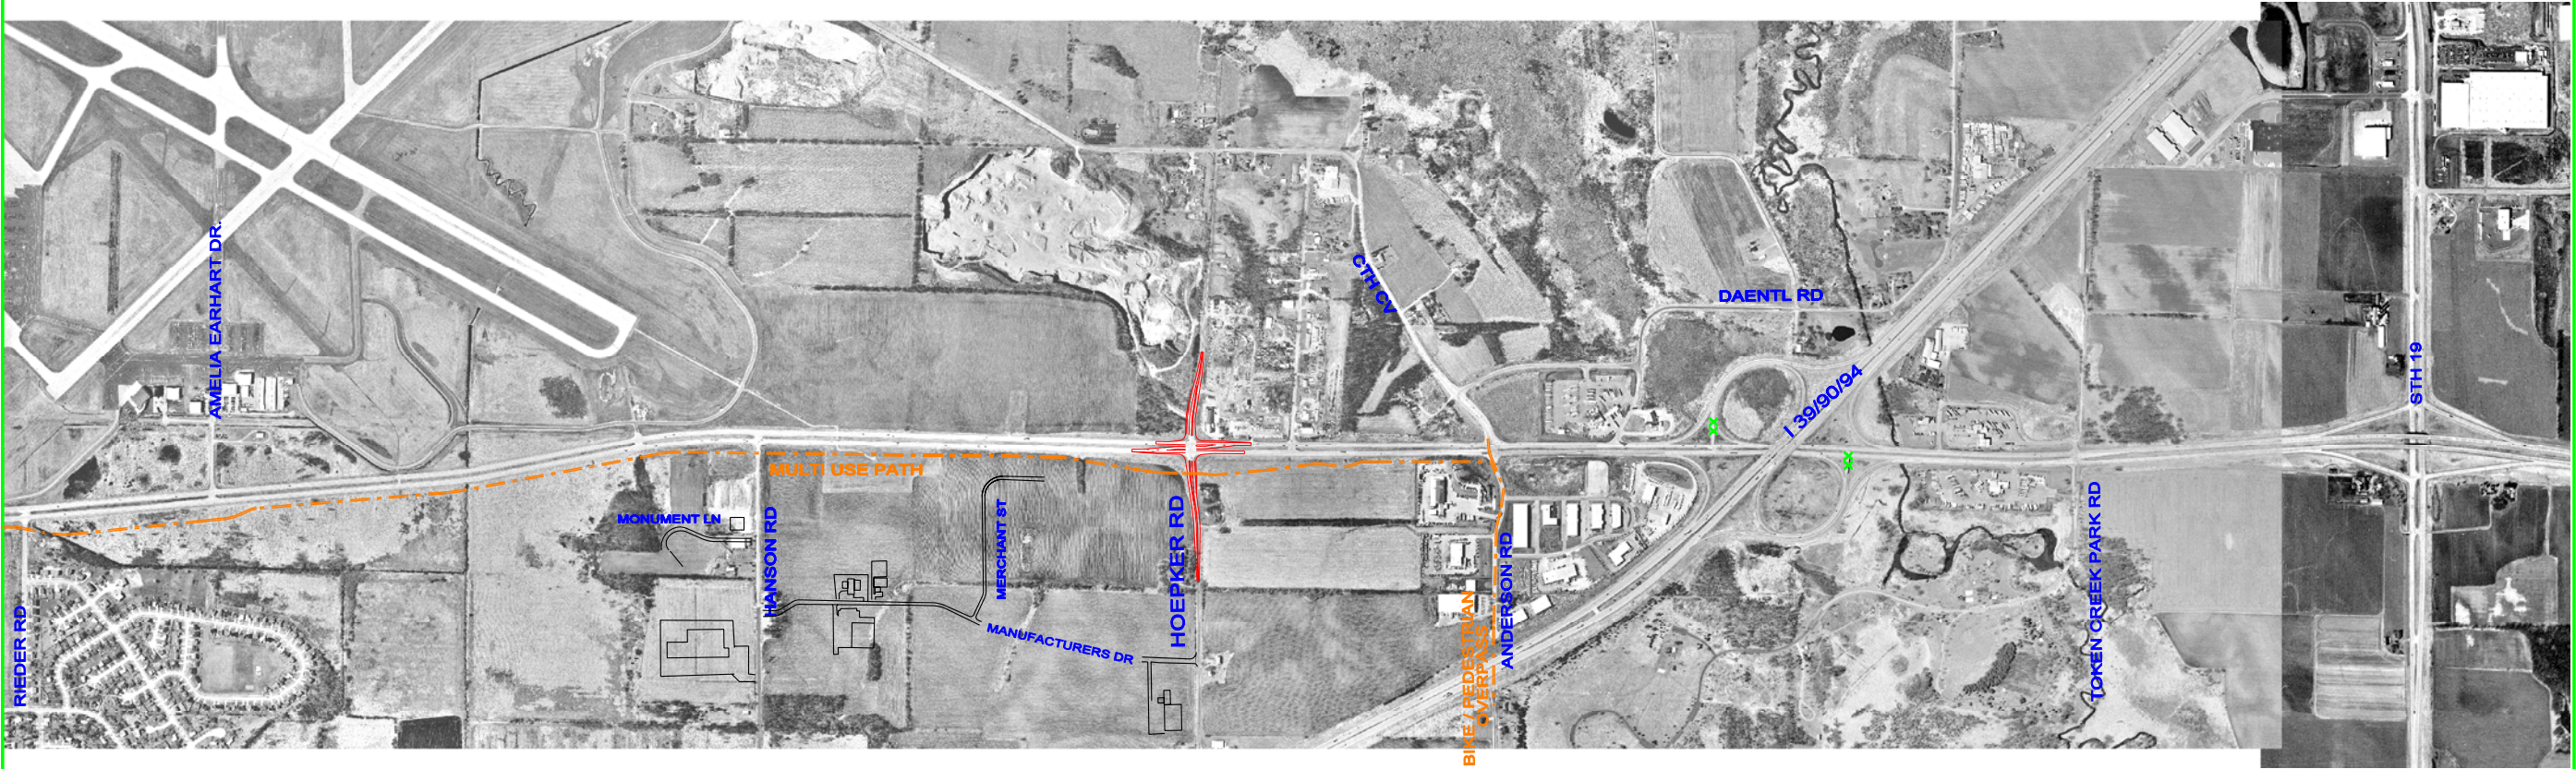 AMELIA EARHART DR.
CTH CV
DAENTL RD
I 39/90/94
STH 19
MULTI USE PATH
MONUMENT LN
HANSON RD
MERCHANT ST
HOEPKER RD
MANUFACTURERS DR
RIEDER RD
BIKE / PEDESTRIAN
OVERPASS
ANDERSON RD
TOKEN CREEK PARK RD